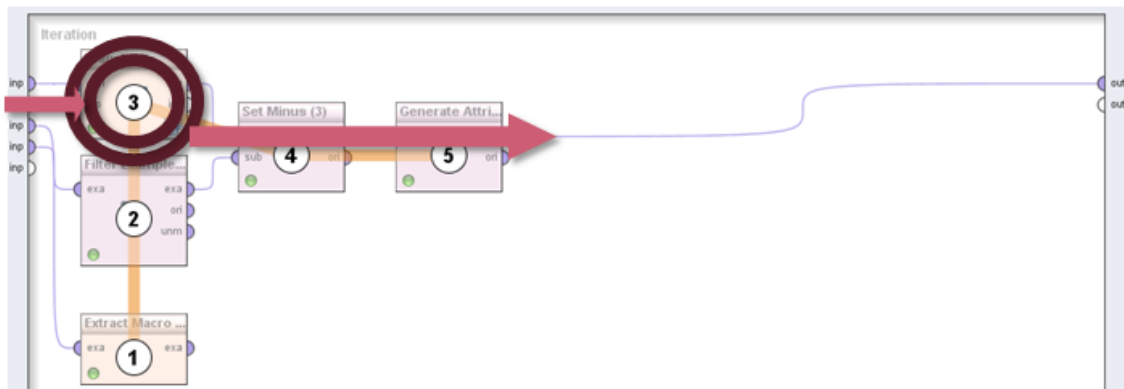 Iteration
inp
inp
inp
inp
out
out
3
Set Minus (3)
sub
4
ori
Generate Attri...
5
ori
exa
exa
ori
unm
2
Extract Macro ...
exa
1
exa